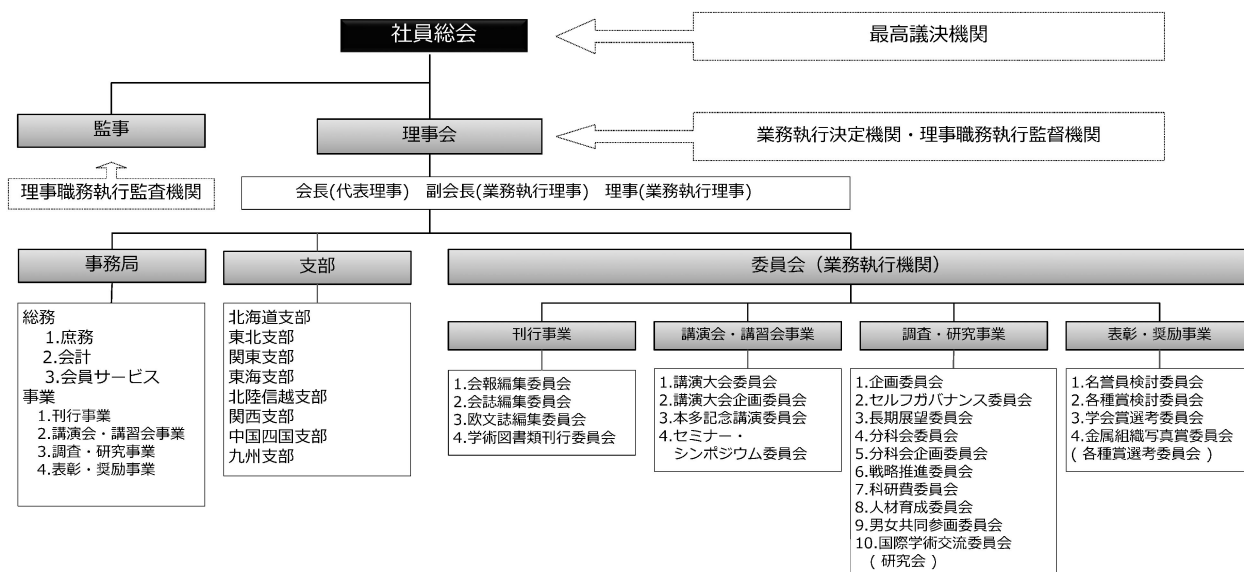 社員総会
最高議決機関
監事
理事会
業務執行決定機関・理事職務執行監督機関
理事職務執行監査機関
会長(代表理事) 副会長(業務執行理事) 理事(業務執行理事)
事務局
支部
委員会（業務執行機関）
総務
1.庶務
2.会計
3.会員サービス
事業
1.刊行事業
2.講演会・講習会事業
3.調査・研究事業
4.表彰・奨励事業
北海道支部
東北支部
関東支部
東海支部
北陸信越支部
関西支部
中国四国支部
九州支部
刊行事業
1.会報編集委員会
2.会誌編集委員会
3.欧文誌編集委員会
4.学術図書類刊行委員会
講演会・講習会事業
1.講演大会委員会
2.講演大会企画委員会
3.本多記念講演委員会
4.セミナー・
シンポジウム委員会
調査・研究事業
1.企画委員会
2.セルフガバナンス委員会
3.長期展望委員会
4.分科会委員会
5.分科会企画委員会
6.戦略推進委員会
7.科研費委員会
8.人材育成委員会
9.男女共同参画委員会
10.国際学術交流委員会
( 研究会 )
表彰・奨励事業
1.名誉員検討委員会
2.各種賞検討委員会
3.学会賞選考委員会
4.金属組織写真賞委員会
( 各種賞選考委員会 )